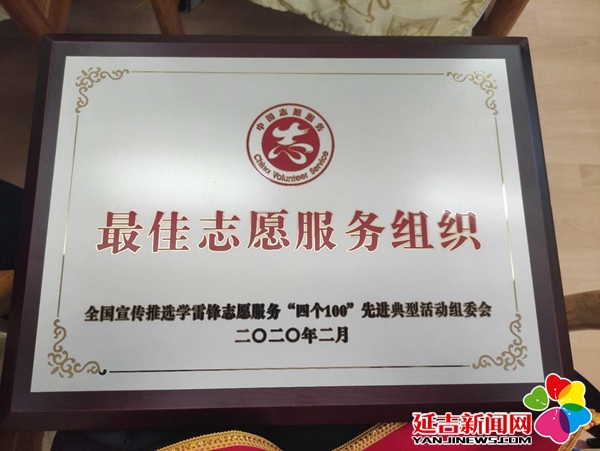 中国志愿服务
China Volunteer Service
最佳志愿服务组织
全国宣传推选学雷锋志愿服务“四个100”先进典型活动组委会
二〇二〇年二月
延吉新闻网
YANJINEWS.COM